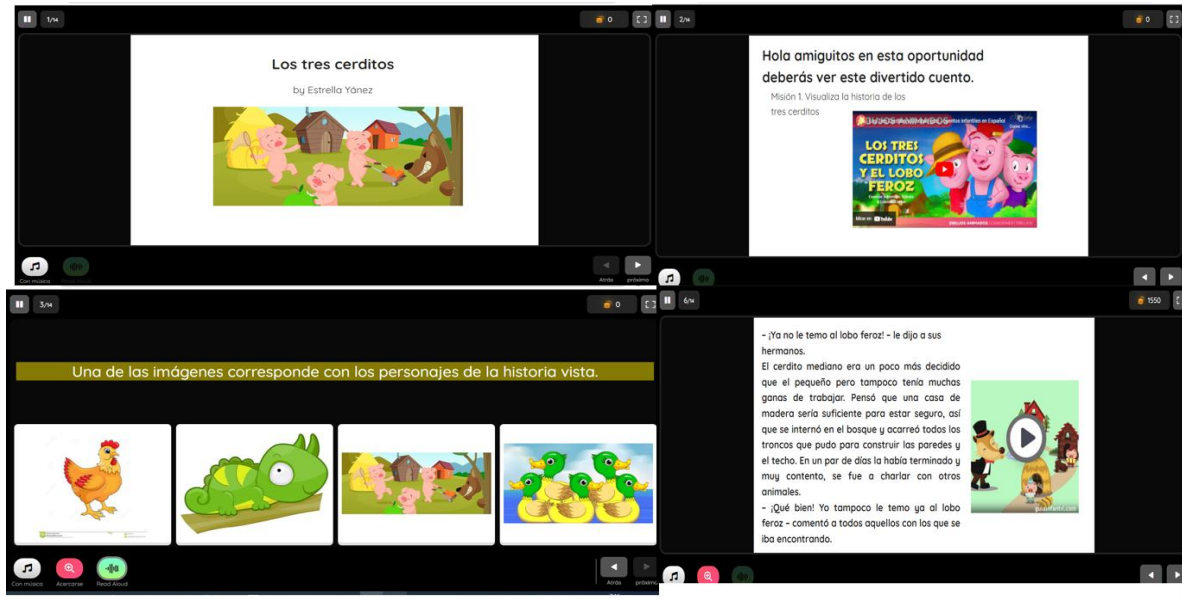 1/14
0
Los tres cerditos
by Estrella Yánez
Con música
Atrás
próximo
2/14
0
Hola amiguitos en esta oportunidad
deberás ver este divertido cuento.
Misión 1. Visualiza la historia de los
tres cerditos
LOS TRES
CERDITOS
Y EL LOBO
FEROZ
3/14
0
Una de las imágenes corresponde con los personajes de la historia vista.
Con música
Acercarse
Read Aloud
Atrás
próximo
6/14
1550
- ¡Ya no le temo al lobo feroz! - le dijo a sus
hermanos.
El cerdito mediano era un poco más decidido
que el pequeño pero tampoco tenía muchas
ganas de trabajar. Pensó que una casa de
madera sería suficiente para estar seguro, así
que se internó en el bosque y acarreó todos los
troncos que pudo para construir las paredes y
el techo. En un par de días la había terminado y
muy contento, se fue a charlar con otros
animales.
- ¡Qué bien! Yo tampoco le temo ya al lobo
feroz - comentó a todos aquellos con los que se
iba encontrando.
guiainfantil.com